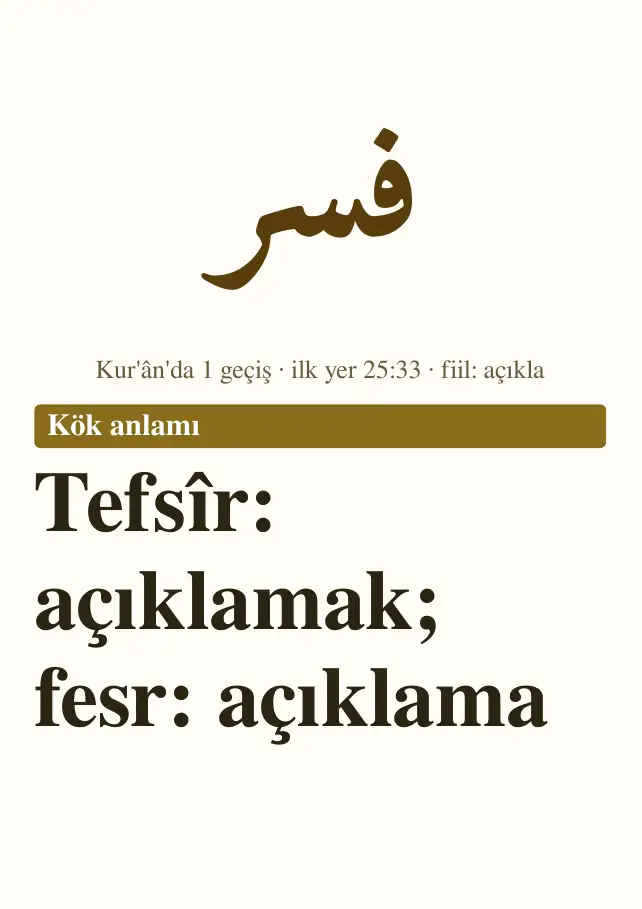 فسر
Kur'ân'da 1 geçiş · ilk yer 25:33 · fiil: açıkla
Kök anlamı
Tefsîr:
açıklamak;
fesr: açıklama